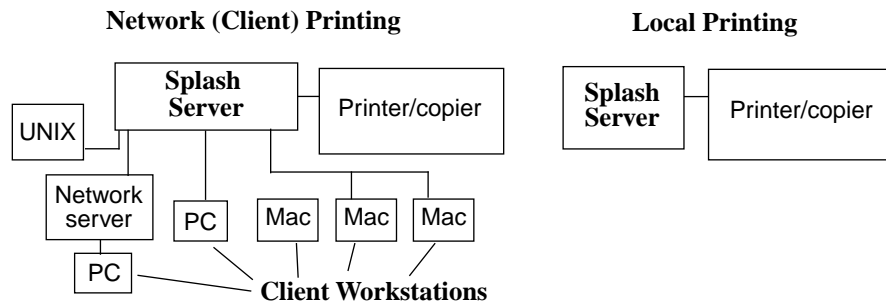 Network (Client) Printing
Local Printing
Splash
Server
Printer/copier
Splash
Server
Printer/copier
UNIX
Network
server
PC
Mac
Mac
Mac
PC
Client Workstations